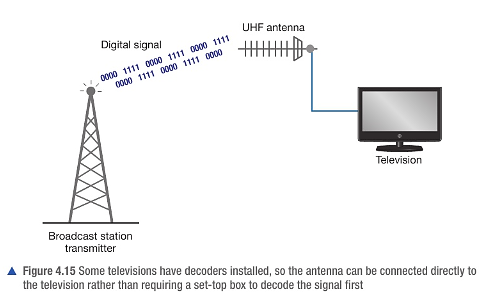 UHF antenna
Digital signal
0000 1111 0000 1111 0000 1111
0000 1111 0000 1111 0000
Television
Broadcast station
transmitter
▲ Figure 4.15 Some televisions have decoders installed, so the antenna can be connected directly to
the television rather than requiring a set-top box to decode the signal first